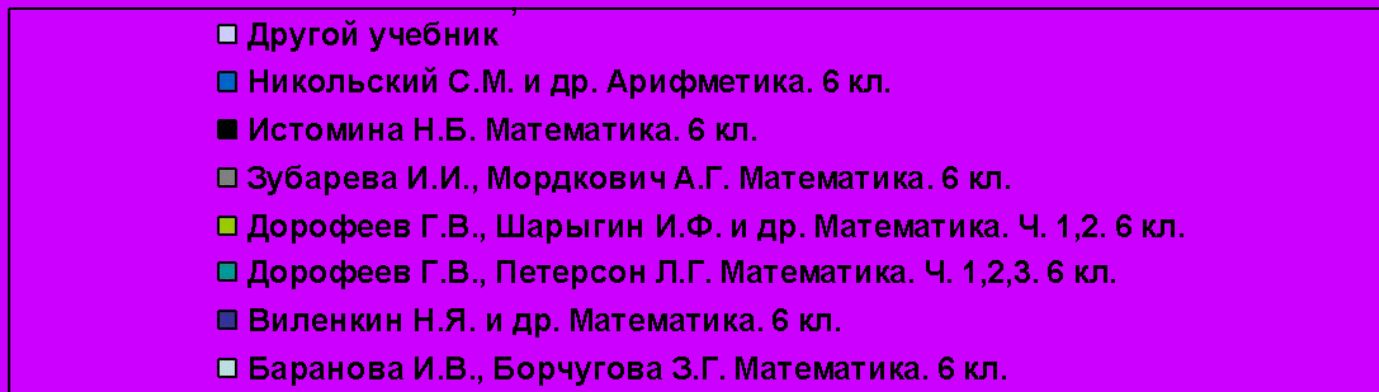 Другой учебник
Никольский С.М. и др. Арифметика. 6 кл.
Истомина Н.Б. Математика. 6 кл.
Зубарева И.И., Мордкович А.Г. Математика. 6 кл.
Дорофеев Г.В., Шарыгин И.Ф. и др. Математика. Ч. 1,2. 6 кл.
Дорофеев Г.В., Петерсон Л.Г. Математика. Ч. 1,2,3. 6 кл.
Виленкин Н.Я. и др. Математика. 6 кл.
Баранова И.В., Борчугова З.Г. Математика. 6 кл.